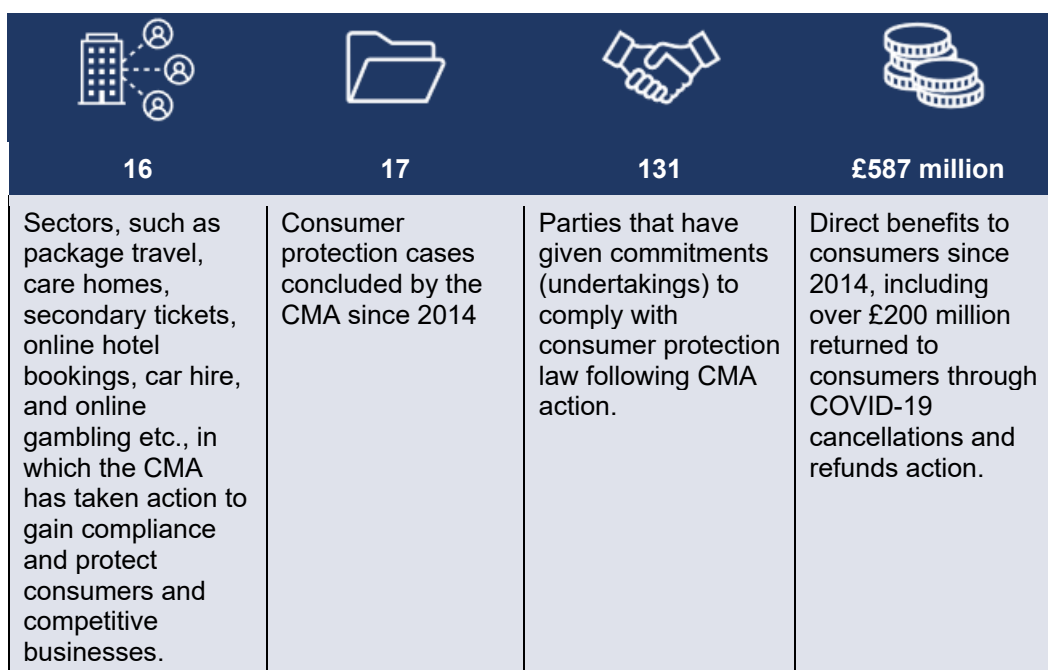 16
17
131
£587 million
Sectors, such as
package travel,
care homes,
secondary tickets,
online hotel
bookings, car hire,
and online
gambling etc., in
which the CMA
has taken action to
gain compliance
and protect
consumers and
competitive
businesses.
Consumer
protection cases
concluded by the
CMA since 2014
Parties that have
given commitments
(undertakings) to
comply with
consumer protection
law following CMA
action.
Direct benefits to
consumers since
2014, including
over £200 million
returned to
consumers through
COVID-19
cancellations and
refunds action.